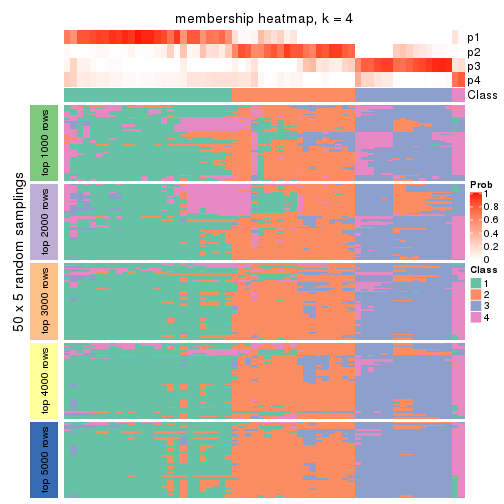 membership heatmap, k = 4
p1
p2
p3
p4
Class
50 x 5 random samplings
top 1000 rows
top 2000 rows
top 3000 rows
top 4000 rows
top 5000 rows
Prob
1
0.8
0.6
0.4
0.2
0
Class
1
2
3
4